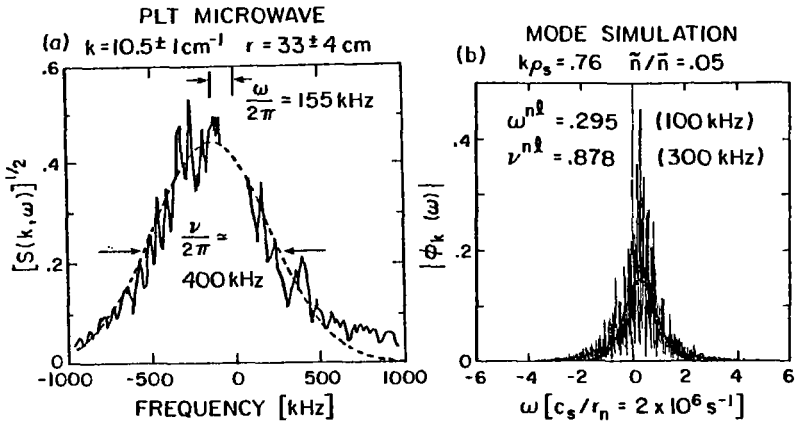 PLT MICROWAVE
(a) k = 10.5 ± 1 cm⁻¹ r = 33 ± 4 cm
.6
.4
.2
0
[S(k,ω)]^1/2
ω/2π ≃ 155 kHz
ν/2π ≃ 400 kHz
-1000 -500 0 500 1000
FREQUENCY [kHz]
(b) MODE SIMULATION
kρₛ = .76 ñ/n̄ = .05
ω^nℓ = .295 (100 kHz)
ν^nℓ = .878 (300 kHz)
.4
.2
0
|ϕₖ (ω)|
-6 -4 -2 0 2 4 6
ω [cₛ/rₙ = 2 x 10⁶ s⁻¹]